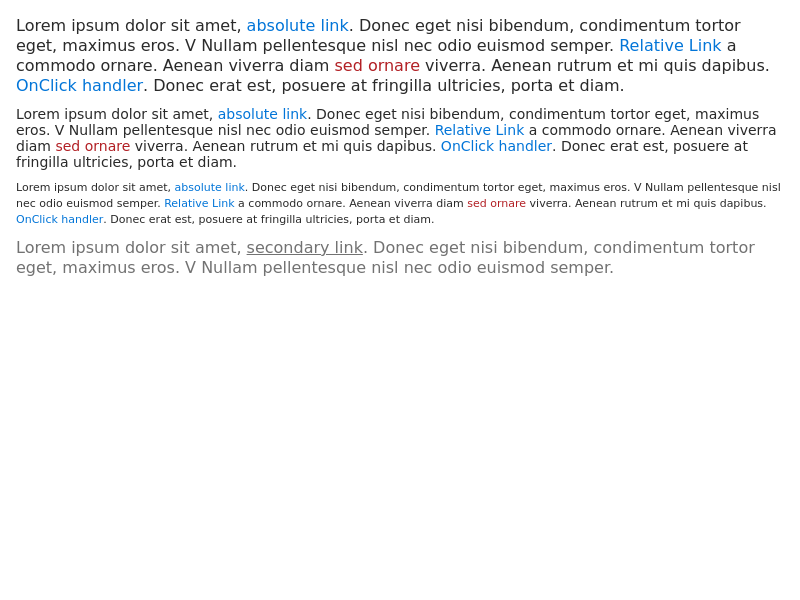 Lorem ipsum dolor sit amet, absolute link. Donec eget nisi bibendum, condimentum tortor
eget, maximus eros. V Nullam pellentesque nisl nec odio euismod semper. Relative Link a
commodo ornare. Aenean viverra diam sed ornare viverra. Aenean rutrum et mi quis dapibus.
OnClick handler. Donec erat est, posuere at fringilla ultricies, porta et diam.
Lorem ipsum dolor sit amet, absolute link. Donec eget nisi bibendum, condimentum tortor eget, maximus
eros. V Nullam pellentesque nisl nec odio euismod semper. Relative Link a commodo ornare. Aenean viverra
diam sed ornare viverra. Aenean rutrum et mi quis dapibus. OnClick handler. Donec erat est, posuere at
fringilla ultricies, porta et diam.
Lorem ipsum dolor sit amet, absolute link. Donec eget nisi bibendum, condimentum tortor eget, maximus eros. V Nullam pellentesque nisl
nec odio euismod semper. Relative Link a commodo ornare. Aenean viverra diam sed ornare viverra. Aenean rutrum et mi quis dapibus.
OnClick handler. Donec erat est, posuere at fringilla ultricies, porta et diam.
Lorem ipsum dolor sit amet, secondary link. Donec eget nisi bibendum, condimentum tortor
eget, maximus eros. V Nullam pellentesque nisl nec odio euismod semper.